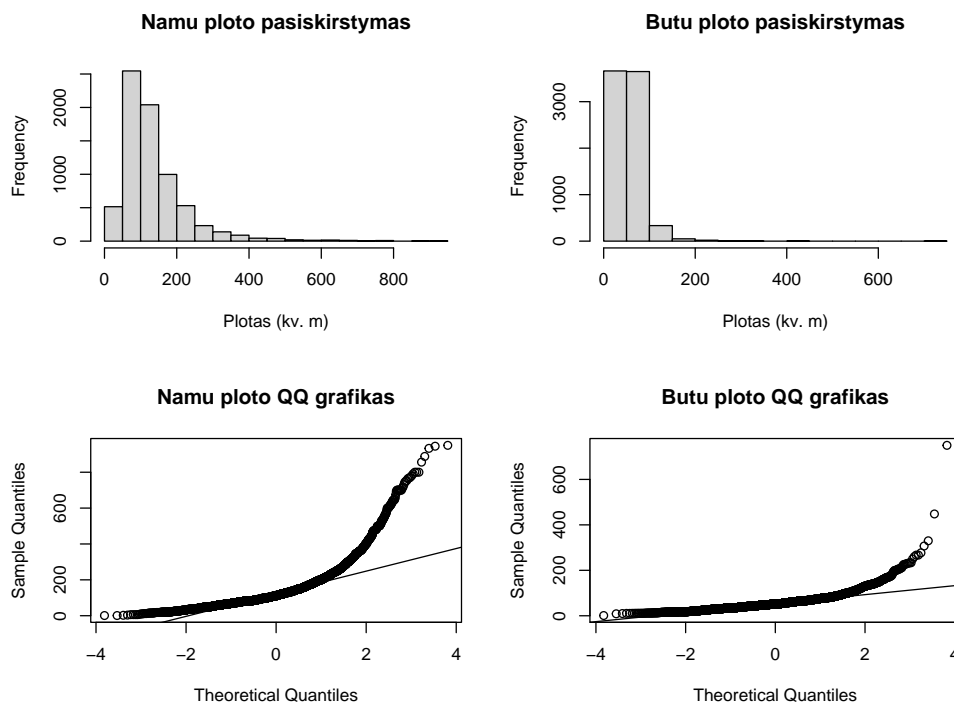 Namu ploto pasiskirstymas
Frequency
0 1000 2000
0 200 400 600 800
Plotas (kv. m)
Butu ploto pasiskirstymas
Frequency
0 1000 3000
0 200 400 600
Plotas (kv. m)
Namu ploto QQ grafikas
Sample Quantiles
0 200 600
−4 −2 0 2 4
Theoretical Quantiles
Butu ploto QQ grafikas
Sample Quantiles
0 200 400 600
−4 −2 0 2 4
Theoretical Quantiles